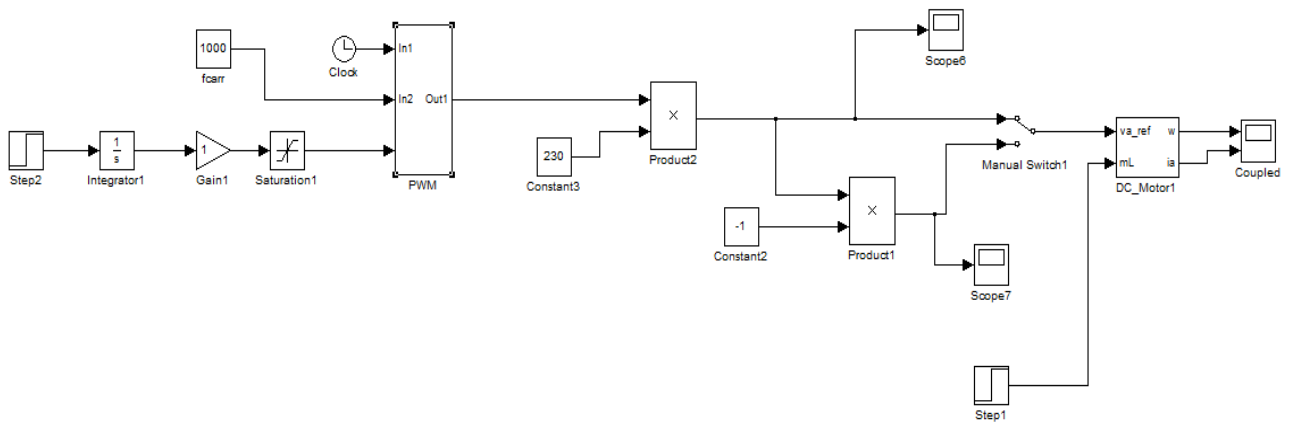 1000
fcarr
Clock
In1
In2
Out1
PWM
Step2
1
s
Integrator1
1
Gain1
Saturation1
230
Constant3
X
Product2
Scope6
-1
Constant2
X
Product1
Scope7
Manual Switch1
va_ref
w
mL
ia
DC_Motor1
Coupled
Step1